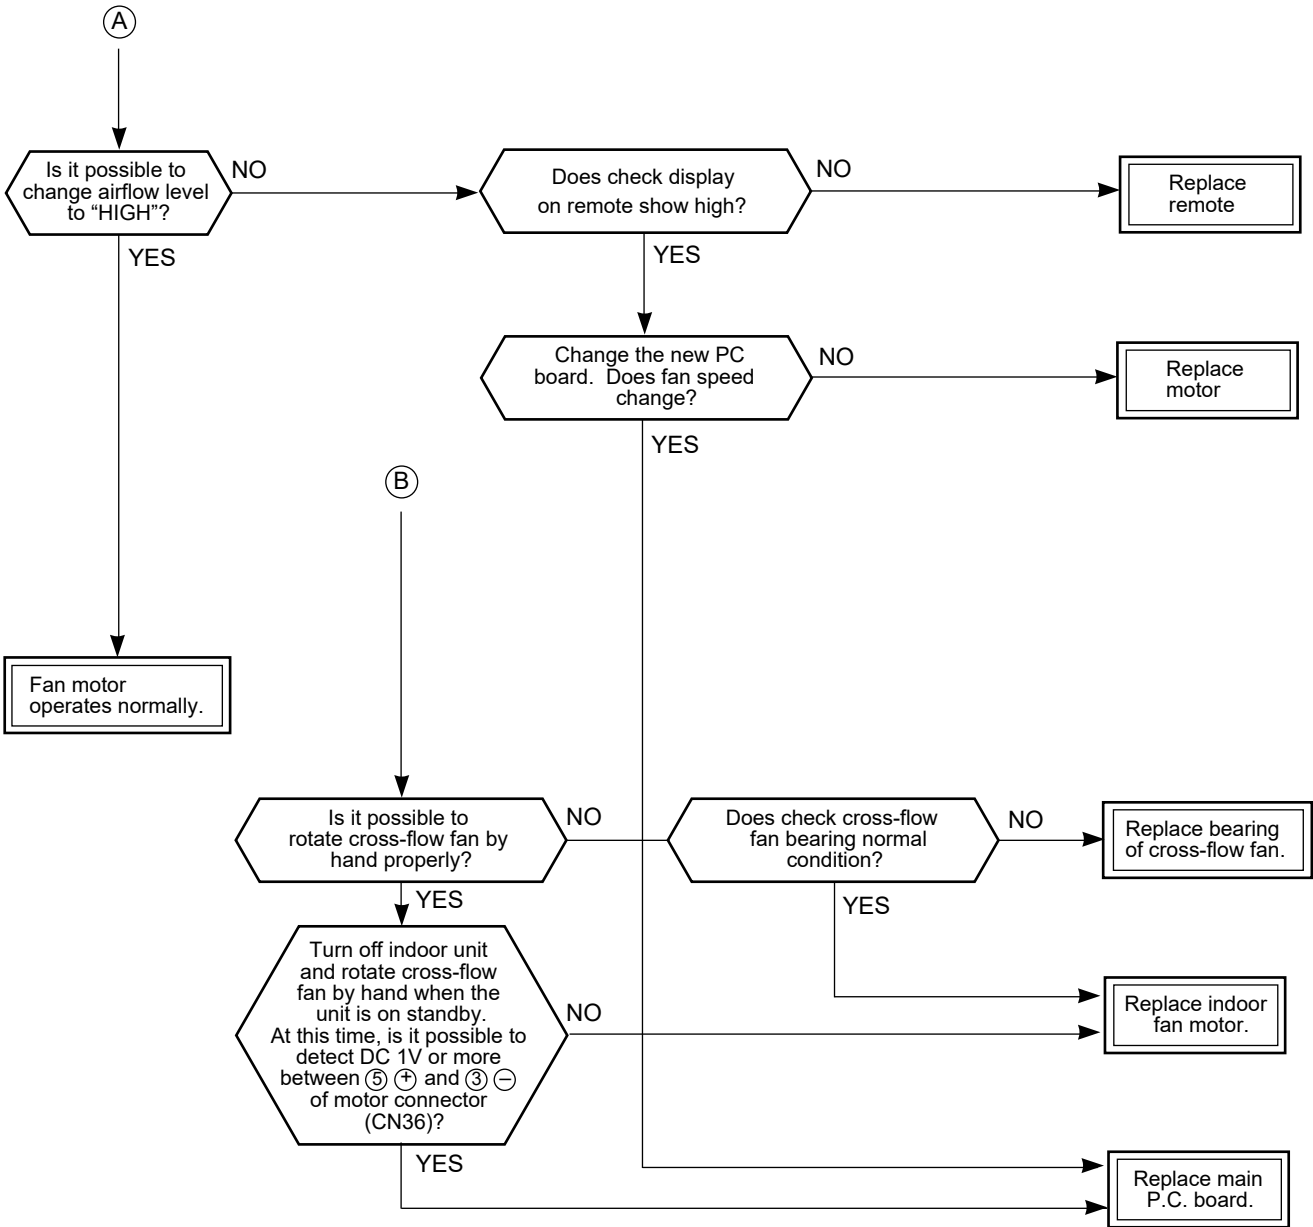 A
Is it possible to
change airflow level
to “HIGH”?
NO
YES
Does check display
on remote show high?
NO
YES
Replace
remote
Change the new PC
board.  Does fan speed
change?
NO
YES
Replace
motor
B
Fan motor
operates normally.
Is it possible to
rotate cross-flow fan by
hand properly?
NO
YES
Does check cross-flow
fan bearing normal
condition?
NO
YES
Replace bearing
of cross-flow fan.
Turn off indoor unit
and rotate cross-flow
fan by hand when the
unit is on standby.
At this time, is it possible to
detect DC 1V or more
between ⑤ ⊕ and ③ ⊖
of motor connector
(CN36)?
NO
YES
Replace indoor
fan motor.
Replace main
P.C. board.